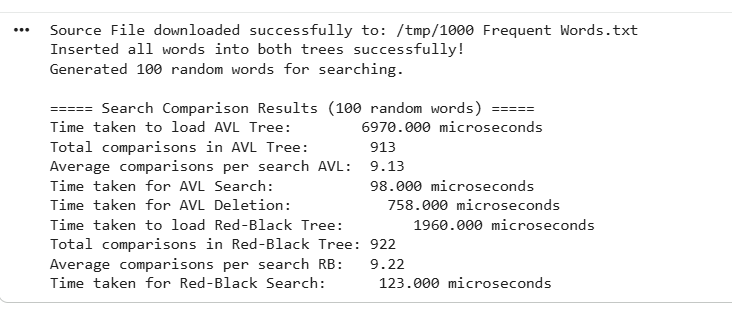 Source File downloaded successfully to: /tmp/1000 Frequent Words.txt
Inserted all words into both trees successfully!
Generated 100 random words for searching.
===== Search Comparison Results (100 random words) =====
Time taken to load AVL Tree: 6970.000 microseconds
Total comparisons in AVL Tree: 913
Average comparisons per search AVL: 9.13
Time taken for AVL Search: 98.000 microseconds
Time taken for AVL Deletion: 758.000 microseconds
Time taken to load Red-Black Tree: 1960.000 microseconds
Total comparisons in Red-Black Tree: 922
Average comparisons per search RB: 9.22
Time taken for Red-Black Search: 123.000 microseconds